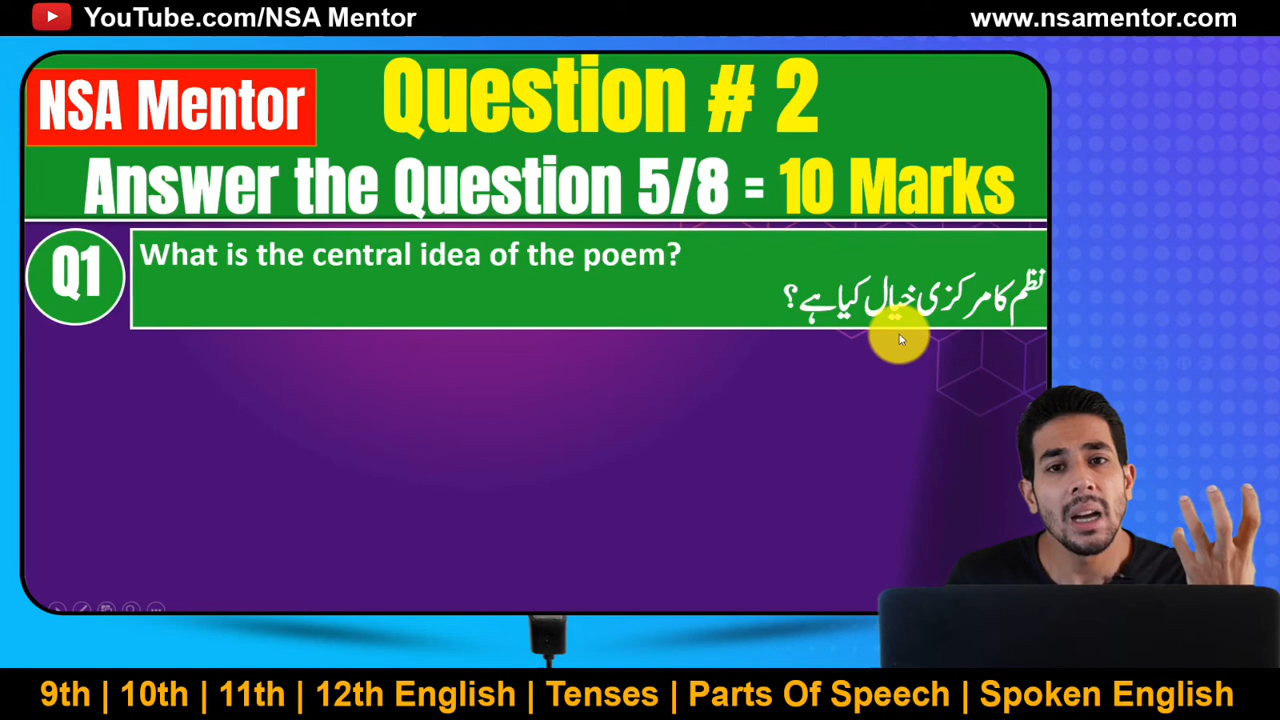 YouTube.com/NSA Mentor
www.nsamentor.com
NSA Mentor
Question # 2
Answer the Question 5/8 = 10 Marks
Q1
What is the central idea of the poem?
نظم کا مرکزی خیال کیا ہے؟
9th | 10th | 11th | 12th English | Tenses | Parts Of Speech | Spoken English